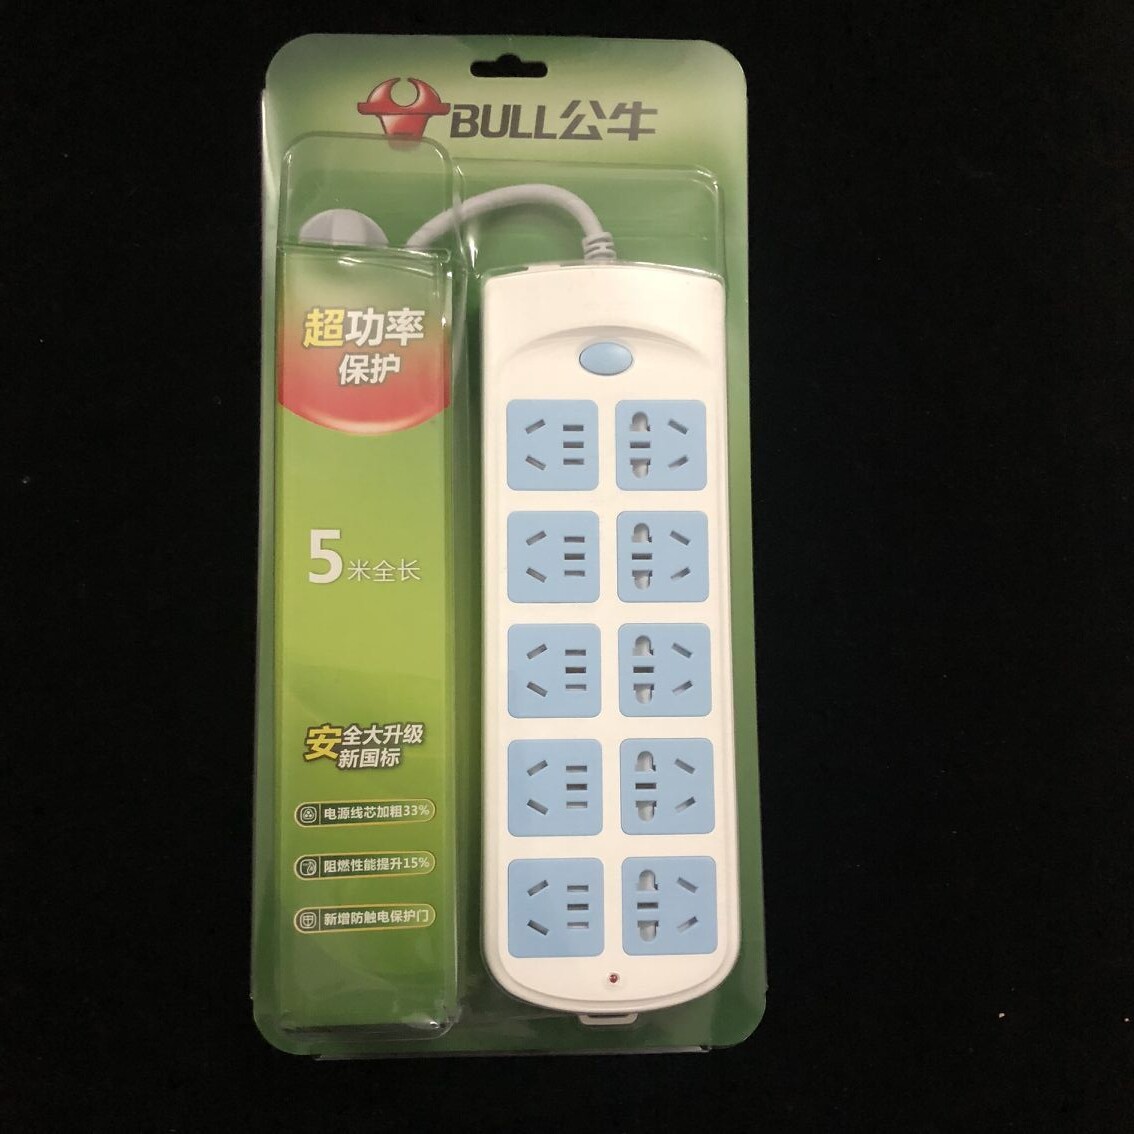 BULL公牛
超功率
保护
5米全长
安全大升级
新国标
电源线芯加粗33%
阻燃性能提升15%
新增防触电保护门